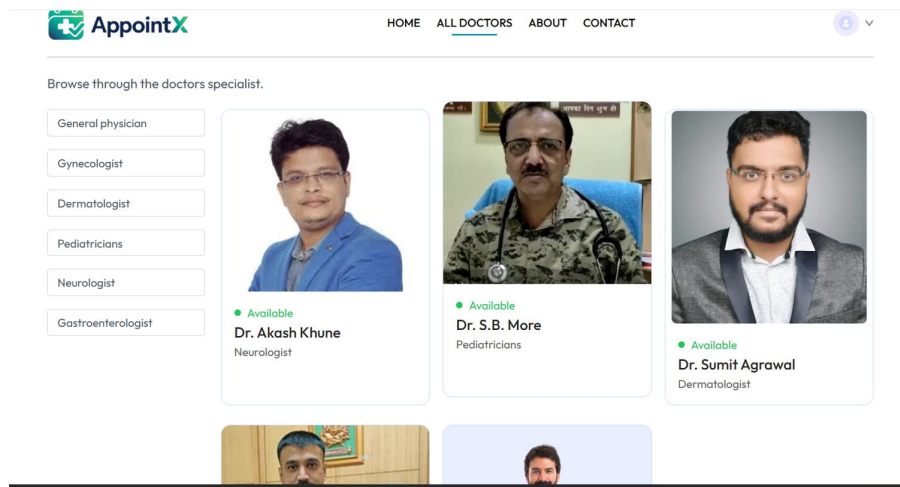 AppointX
HOME ALL DOCTORS ABOUT CONTACT
Browse through the doctors specialist.
General physician
Gynecologist
Dermatologist
Pediatricians
Neurologist
Gastroenterologist
Available
Dr. Akash Khune
Neurologist
आपका दिन शुभ हो
Available
Dr. S.B. More
Pediatricians
Available
Dr. Sumit Agrawal
Dermatologist